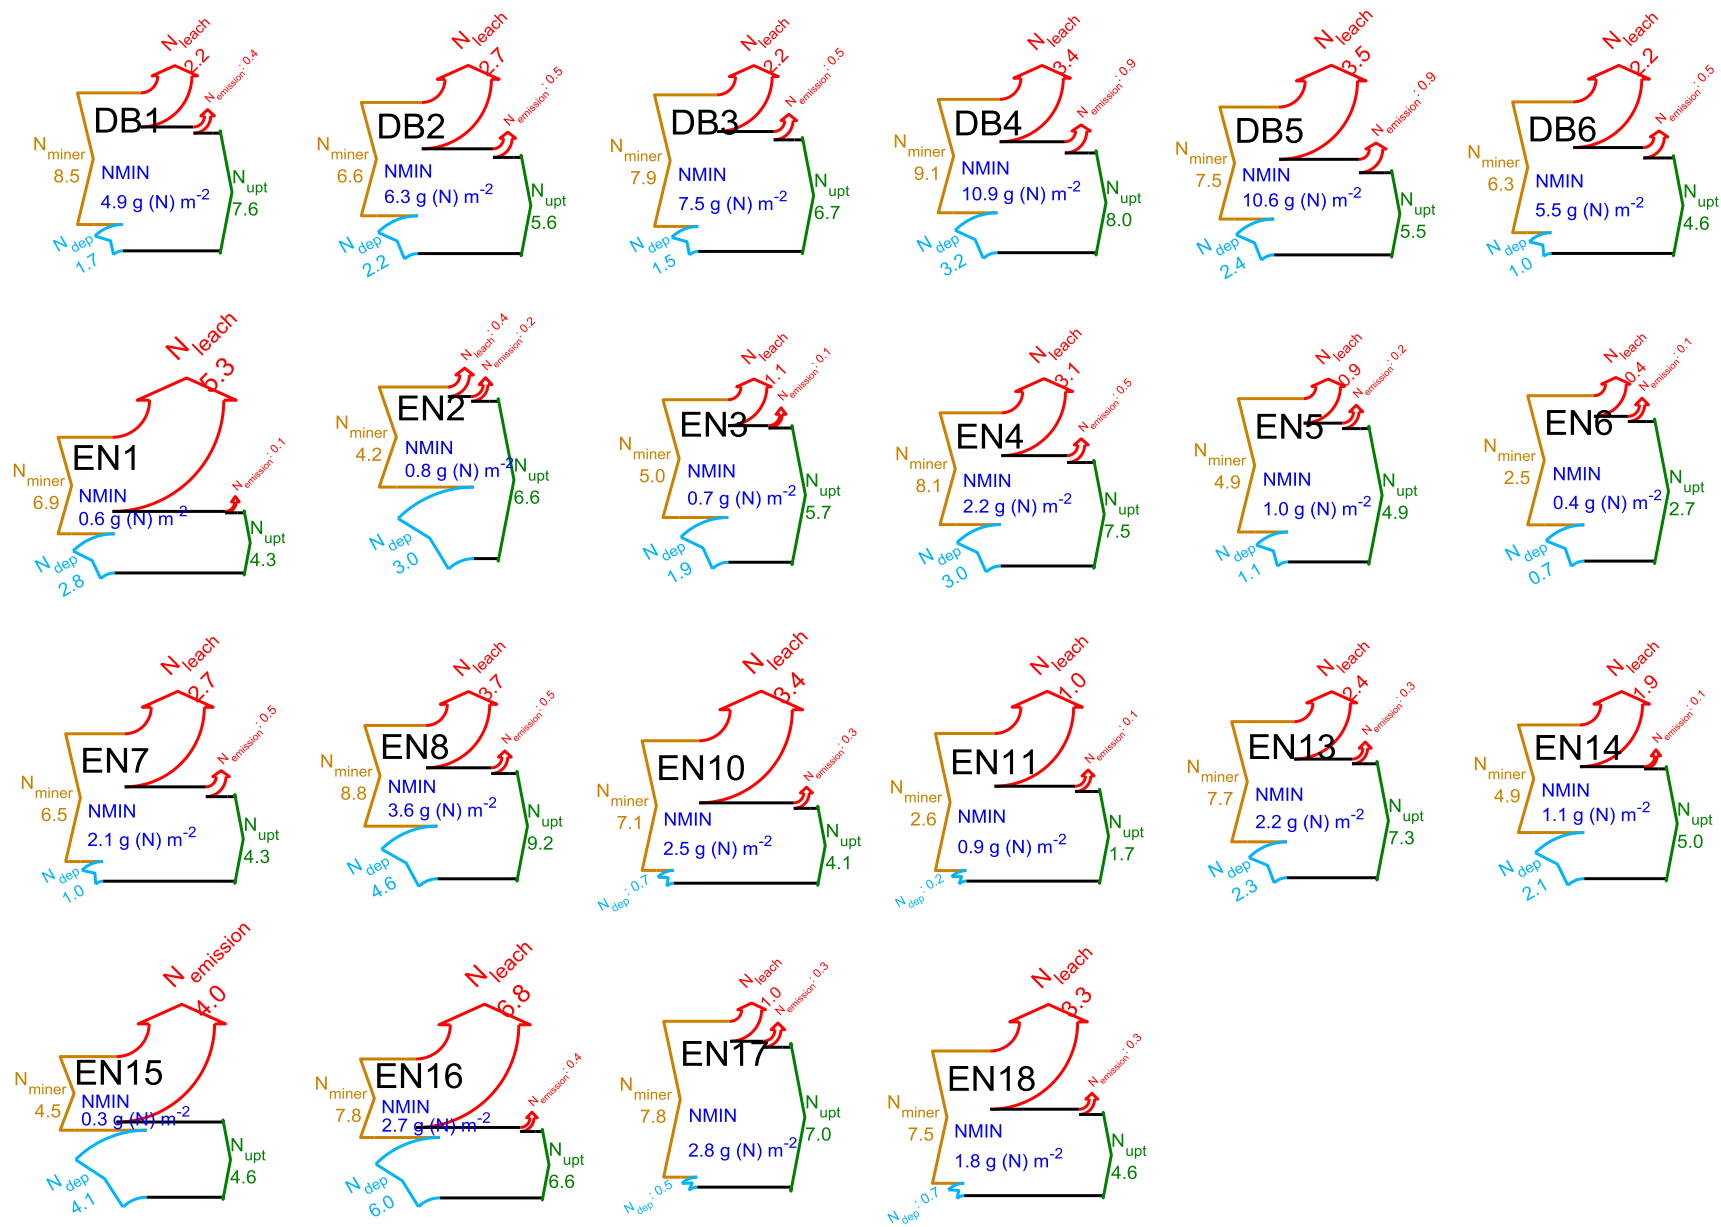 N leach
2.2
N emission: 0.4
DB1
N miner
8.5
NMIN
4.9 g (N) m-2
N upt
7.6
N dep
1.7
N leach
2.7
N emission: 0.5
DB2
N miner
6.6
NMIN
6.3 g (N) m-2
N upt
5.6
N dep
2.2
N leach
2.2
N emission: 0.5
DB3
N miner
7.9
NMIN
7.5 g (N) m-2
N upt
6.7
N dep
1.5
N leach
3.4
N emission: 0.9
DB4
N miner
9.1
NMIN
10.9 g (N) m-2
N upt
8.0
N dep
3.2
N leach
3.5
N emission: 0.9
DB5
N miner
7.5
NMIN
10.6 g (N) m-2
N upt
5.5
N dep
2.4
N leach
2.2
N emission: 0.5
DB6
N miner
6.3
NMIN
5.5 g (N) m-2
N upt
4.6
N dep
1.0
N leach
5.3
N emission: 0.1
EN1
N miner
6.9
NMIN
0.6 g (N) m-2
N upt
4.3
N dep
2.8
N leach: 0.4
N emission: 0.2
EN2
N miner
4.2
NMIN
0.8 g (N) m-2
N upt
6.6
N dep
3.0
N leach
1.1
N emission: 0.1
EN3
N miner
5.0
NMIN
0.7 g (N) m-2
N upt
5.7
N dep
1.9
N leach
3.1
N emission: 0.5
EN4
N miner
8.1
NMIN
2.2 g (N) m-2
N upt
7.5
N dep
3.0
N leach
0.9
N emission: 0.2
EN5
N miner
4.9
NMIN
1.0 g (N) m-2
N upt
4.9
N dep
1.1
N leach
0.4
N emission: 0.1
EN6
N miner
2.5
NMIN
0.4 g (N) m-2
N upt
2.7
N dep
0.7
N leach
2.7
N emission: 0.5
EN7
N miner
6.5
NMIN
2.1 g (N) m-2
N upt
4.3
N dep
1.0
N leach
3.7
N emission: 0.5
EN8
N miner
8.8
NMIN
3.6 g (N) m-2
N upt
9.2
N dep
4.6
N leach
3.4
N emission: 0.3
EN10
N miner
7.1
NMIN
2.5 g (N) m-2
N upt
4.1
N dep: 0.7
N leach
1.0
N emission: 0.1
EN11
N miner
2.6
NMIN
0.9 g (N) m-2
N upt
1.7
N dep: 0.2
N leach
2.4
N emission: 0.3
EN13
N miner
7.7
NMIN
2.2 g (N) m-2
N upt
7.3
N dep
2.3
N leach
1.9
N emission: 0.1
EN14
N miner
4.9
NMIN
1.1 g (N) m-2
N upt
5.0
N dep
2.1
N emission
4.0
EN15
N miner
4.5
NMIN
0.3 g (N) m-2
N upt
4.6
N dep
4.1
N leach
6.8
N emission: 0.4
EN16
N miner
7.8
NMIN
2.7 g (N) m-2
N upt
6.6
N dep
6.0
N leach
1.0
N emission: 0.3
EN17
N miner
7.8
NMIN
2.8 g (N) m-2
N upt
7.0
N dep: 0.5
N leach
3.3
N emission: 0.3
EN18
N miner
7.5
NMIN
1.8 g (N) m-2
N upt
4.6
N dep: 0.7